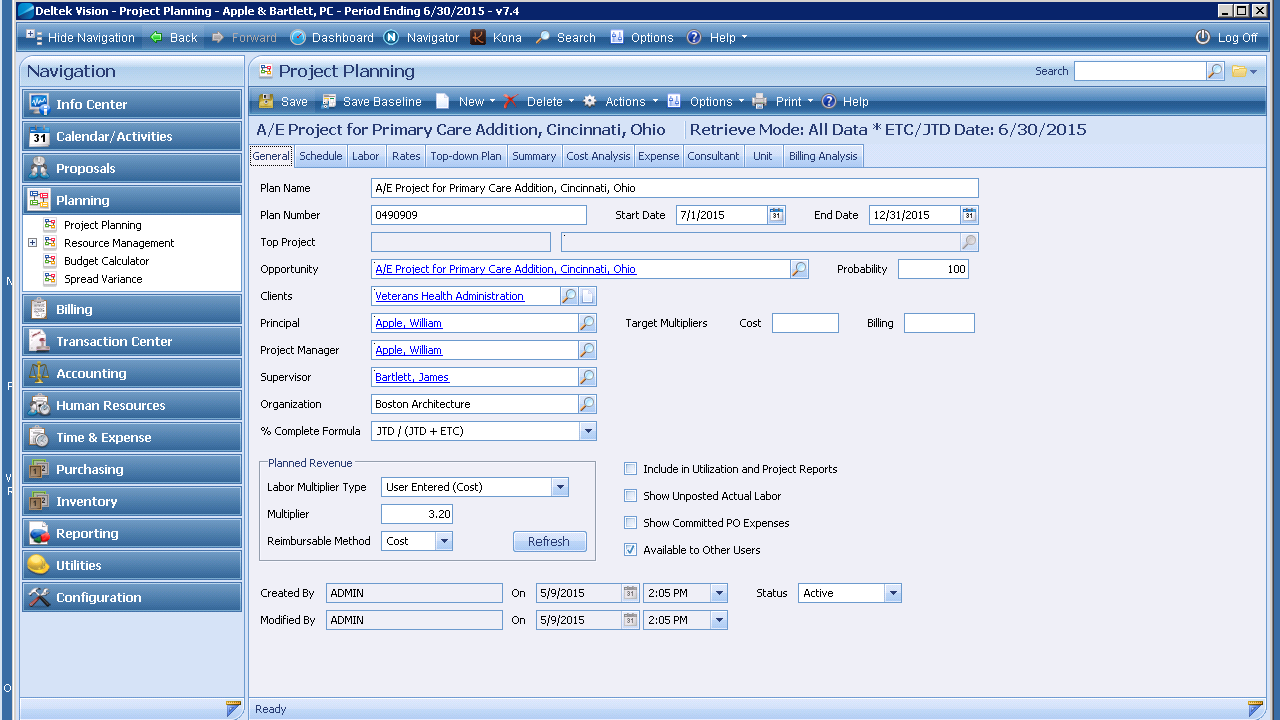 Deltek Vision - Project Planning - Apple & Bartlett, PC - Period Ending 6/30/2015 - v7.4
Hide Navigation Back Forward Dashboard Navigator Kona Search Options Help Log Off
Navigation
Info Center
31 Calendar/Activities
Proposals
Planning
Project Planning
Resource Management
Budget Calculator
Spread Variance
Billing
Transaction Center
Accounting
Human Resources
Time & Expense
Purchasing
Inventory
Reporting
Utilities
Configuration
Project Planning Search
Save Save Baseline New Delete Actions Options Print Help
A/E Project for Primary Care Addition, Cincinnati, Ohio Retrieve Mode: All Data * ETC/JTD Date: 6/30/2015
General Schedule Labor Rates Top-down Plan Summary Cost Analysis Expense Consultant Unit Billing Analysis
Plan Name A/E Project for Primary Care Addition, Cincinnati, Ohio
Plan Number 0490909 Start Date 7/1/2015 31 End Date 12/31/2015 31
Top Project
Opportunity A/E Project for Primary Care Addition, Cincinnati, Ohio Probability 100
Clients Veterans Health Administration
Principal Apple, William Target Multipliers Cost Billing
Project Manager Apple, William
Supervisor Bartlett, James
Organization Boston Architecture
% Complete Formula JTD / (JTD + ETC)
Planned Revenue
Labor Multiplier Type User Entered (Cost)
Multiplier 3.20
Reimbursable Method Cost Refresh
Include in Utilization and Project Reports
Show Unposted Actual Labor
Show Committed PO Expenses
Available to Other Users
Created By ADMIN On 5/9/2015 31 2:05 PM Status Active
Modified By ADMIN On 5/9/2015 31 2:05 PM
Ready